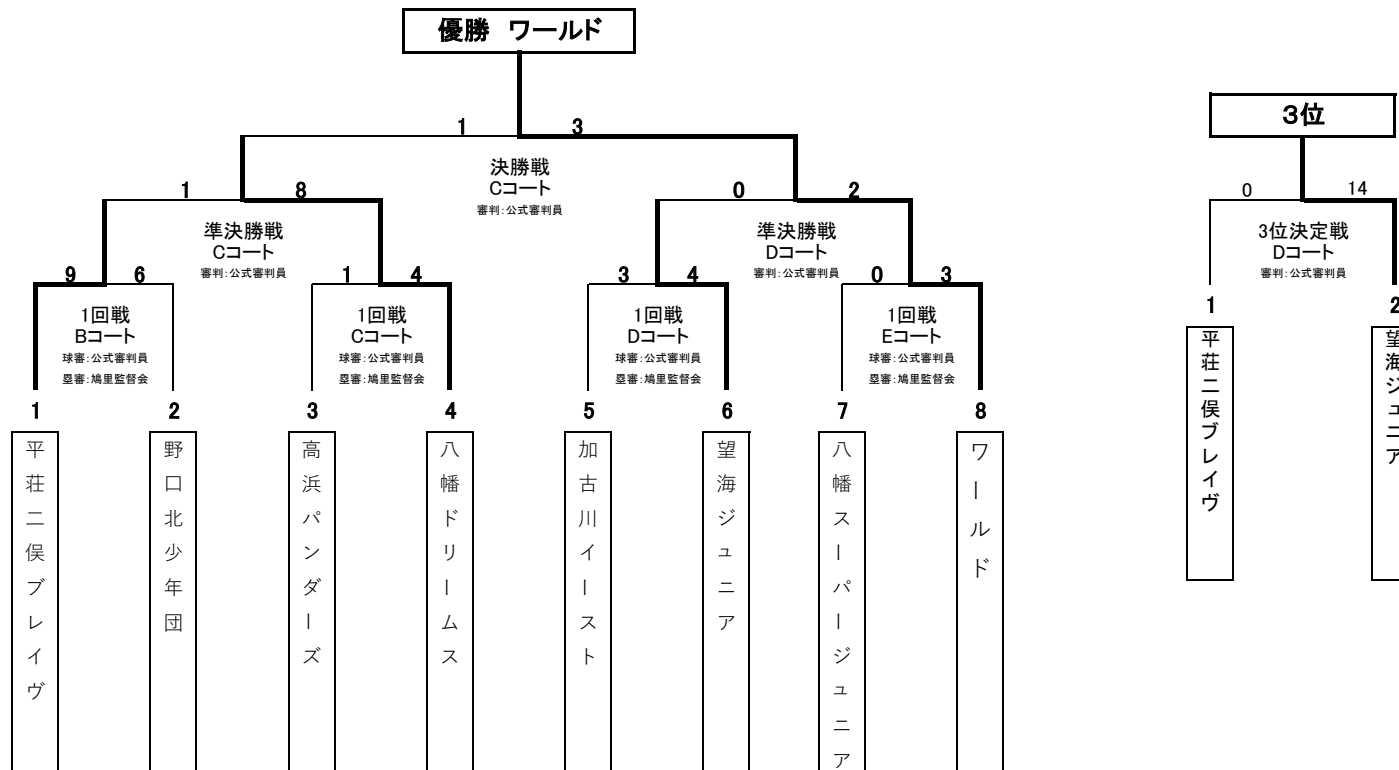 優勝 ワールド
1 3
決勝戦
Cコート
審判:公式審判員
1 8
準決勝戦
Cコート
審判:公式審判員
0 2
準決勝戦
Dコート
審判:公式審判員
9 6
1回戦
Bコート
球審:公式審判員
塁審:鳩里監督会
1 4
1回戦
Cコート
球審:公式審判員
塁審:鳩里監督会
3 4
1回戦
Dコート
球審:公式審判員
塁審:鳩里監督会
0 3
1回戦
Eコート
球審:公式審判員
塁審:鳩里監督会
1
平荘二俣ブレイヴ
2
野口北少年団
3
高浜パンダーズ
4
八幡ドリームス
5
加古川イースト
6
望海ジュニア
7
八幡スーパージュニア
8
ワールド
3位
0 14
3位決定戦
Dコート
審判:公式審判員
1
平荘二俣ブレイヴ
2
望海ジュニア